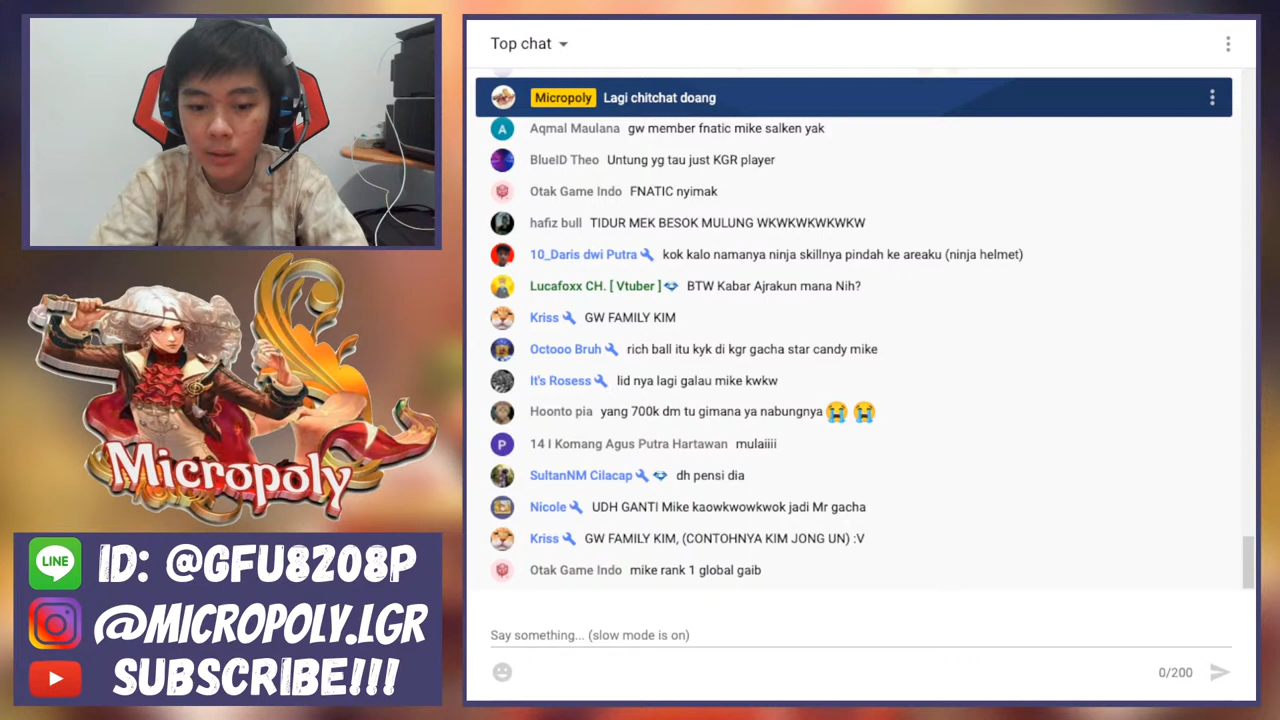 Top chat
Micropoly Lagi chitchat doang
Aqmal Maulana gw member fnatic mike salken yak
BlueID Theo Untung yg tau just KGR player
Otak Game Indo FNATIC nyimak
hafiz bull TIDUR MEK BESOK MULUNG WKWKWKWKWKW
10_Daris dwi Putra kok kalo namanya ninja skillnya pindah ke areaku (ninja helmet)
Lucafoxx CH. [ Vtuber ] BTW Kabar Ajrakun mana Nih?
Kriss GW FAMILY KIM
Octooo Bruh rich ball itu kyk di kgr gacha star candy mike
It's Rosess lid nya lagi galau mike kwkw
Hoonto pia yang 700k dm tu gimana ya nabungnya 😭 😭
P 14 I Komang Agus Putra Hartawan mulaiiii
SultanNM Cilacap dh pensi dia
Nicole UDH GANTI Mike kaowkwowkwok jadi Mr gacha
Kriss GW FAMILY KIM, (CONTOHNYA KIM JONG UN) :V
Otak Game Indo mike rank 1 global gaib
Say something... (slow mode is on)
0/200
Micropoly
LINE ID: @GFU8208P
@MICROPOLY.LGR
SUBSCRIBE!!!